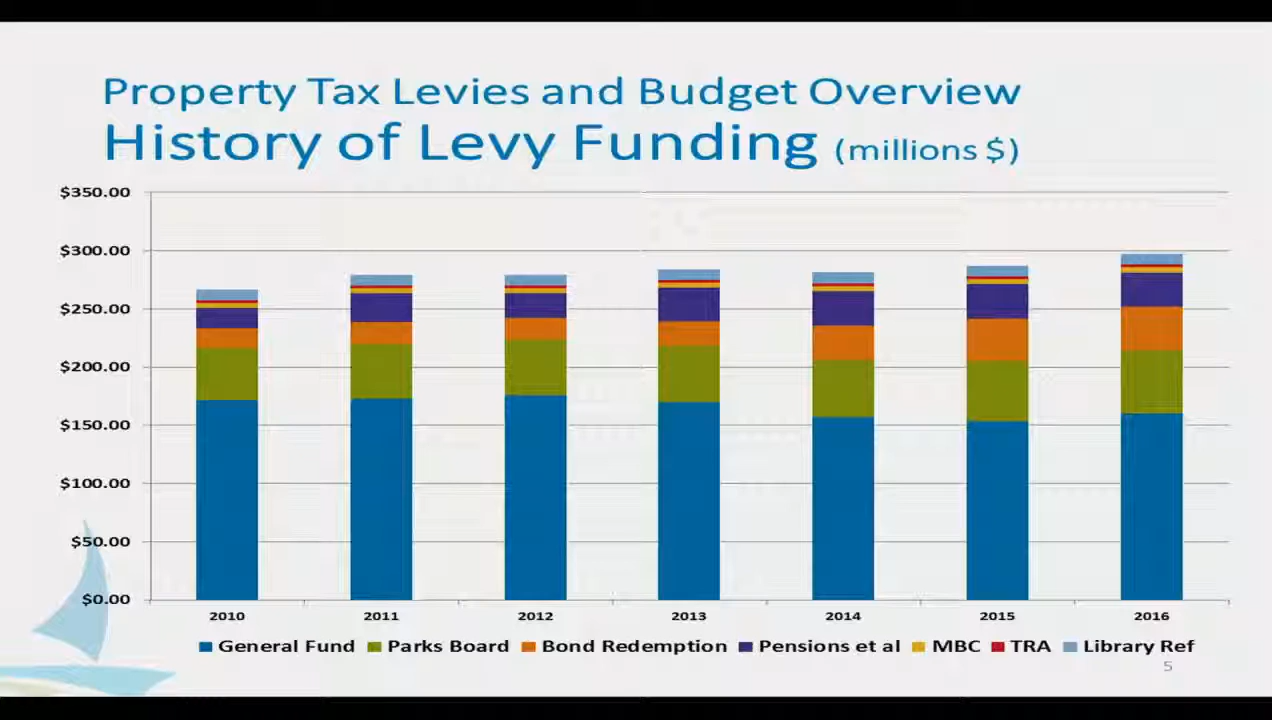 Property Tax Levies and Budget Overview
History of Levy Funding (millions $)
$350.00
$300.00
$250.00
$200.00
$150.00
$100.00
$50.00
$0.00
2010 2011 2012 2013 2014 2015 2016
General Fund Parks Board Bond Redemption Pensions et al MBC TRA Library Ref
5